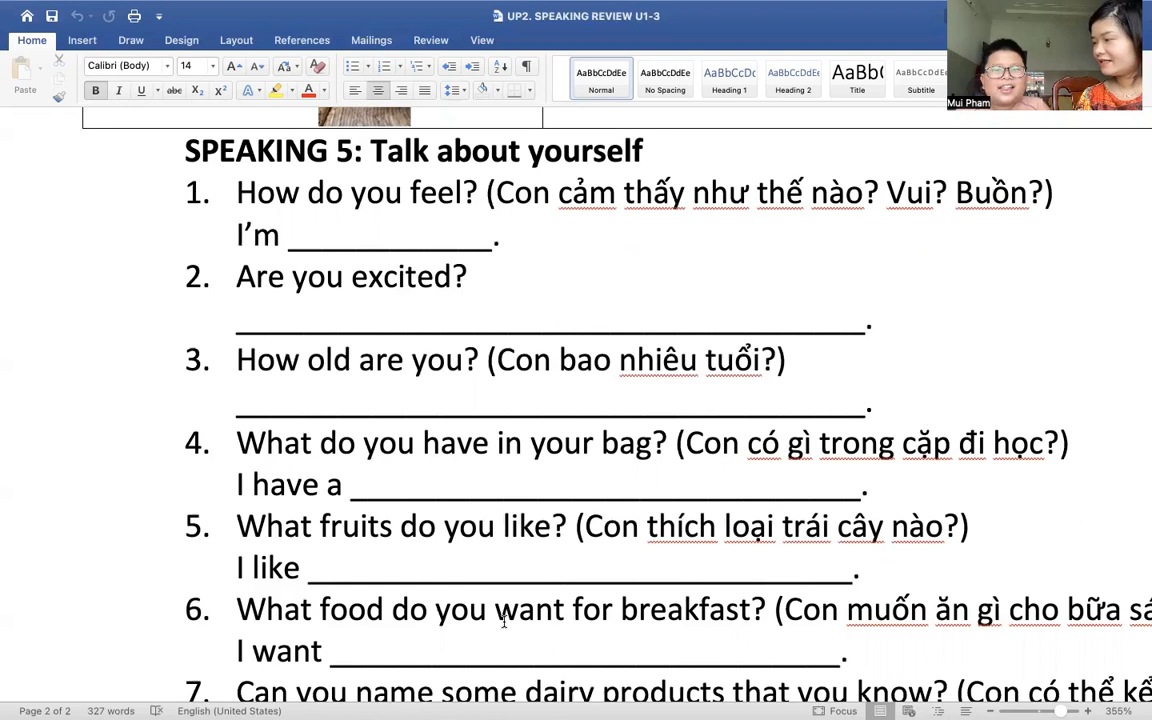 UP2. SPEAKING REVIEW U1-3
Home Insert Draw Design Layout References Mailings Review View
Calibri (Body) 14
Paste
AaBbCcDdEe AaBbCcDdEe AaBbCcDc AaBbCcDdEe AaBb( AaBbCcDdEe
Normal No Spacing Heading 1 Heading 2 Title Subtitle
Mui Pham
SPEAKING 5: Talk about yourself
1. How do you feel? (Con cảm thấy như thế nào? Vui? Buồn?)
I’m ____________.
2. Are you excited?
_____________________________________.
3. How old are you? (Con bao nhiêu tuổi?)
_____________________________________.
4. What do you have in your bag? (Con có gì trong cặp đi học?)
I have a ______________________________.
5. What fruits do you like? (Con thích loại trái cây nào?)
I like ________________________________.
6. What food do you want for breakfast? (Con muốn ăn gì cho bữa sá
I want ______________________________.
7. Can you name some dairy products that you know? (Con có thể kể
Page 2 of 2 327 words English (United States) Focus 355%